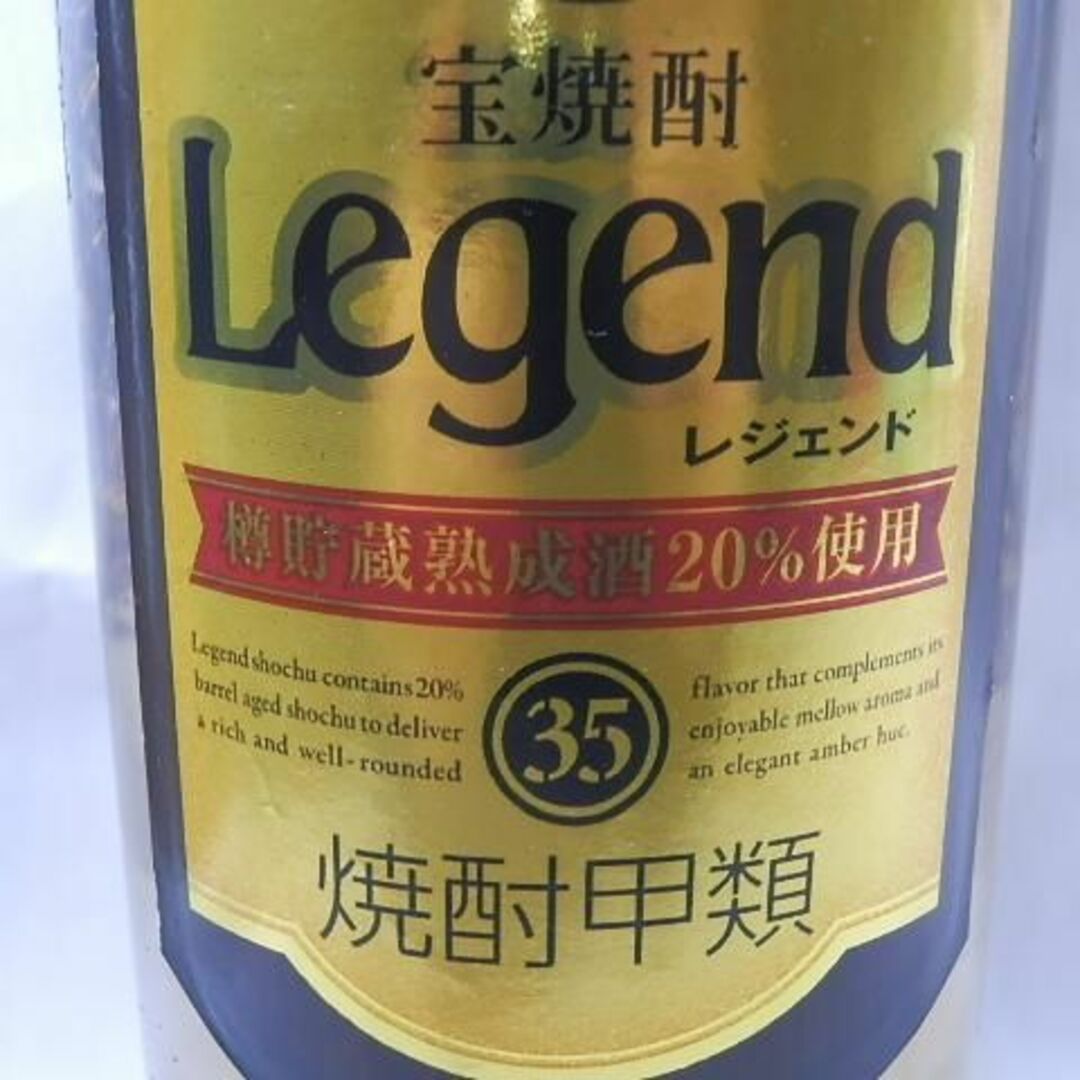 宝焼酎
Legend
レジェンド
樽貯蔵熟成酒20%使用
Legend shochu contains 20%
barrel aged shochu to deliver
a rich and well-rounded
35
flavor that complements its
enjoyable mellow aroma and
an elegant amber hue.
焼酎甲類